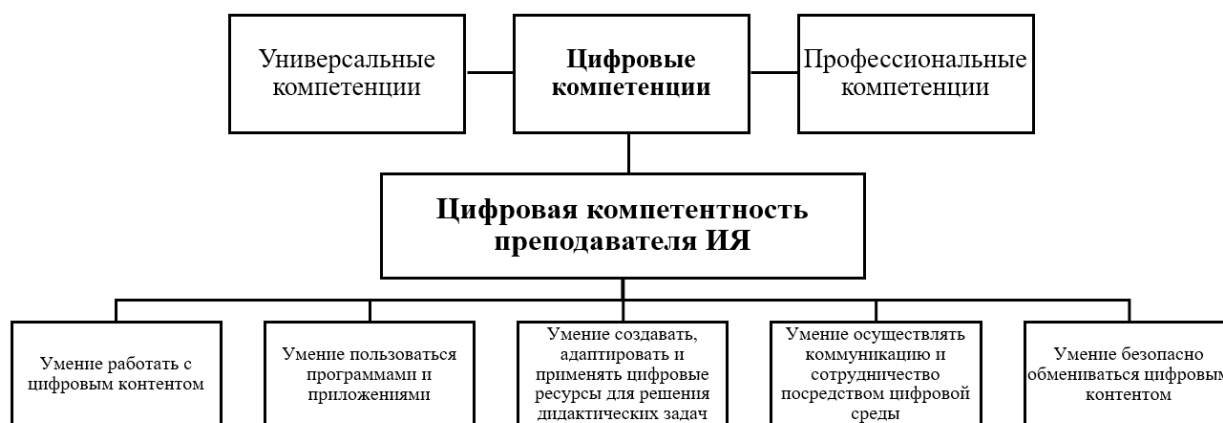 Универсальные
компетенции
Цифровые
компетенции
Профессиональные
компетенции
Цифровая компетентность
преподавателя ИЯ
Умение работать с
цифровым контентом
Умение пользоваться
программами и
приложениями
Умение создавать,
адаптировать и
применять цифровые
ресурсы для решения
дидактических задач
Умение осуществлять
коммуникацию и
сотрудничество
посредством цифровой
среды
Умение безопасно
обмениваться цифровым
контентом